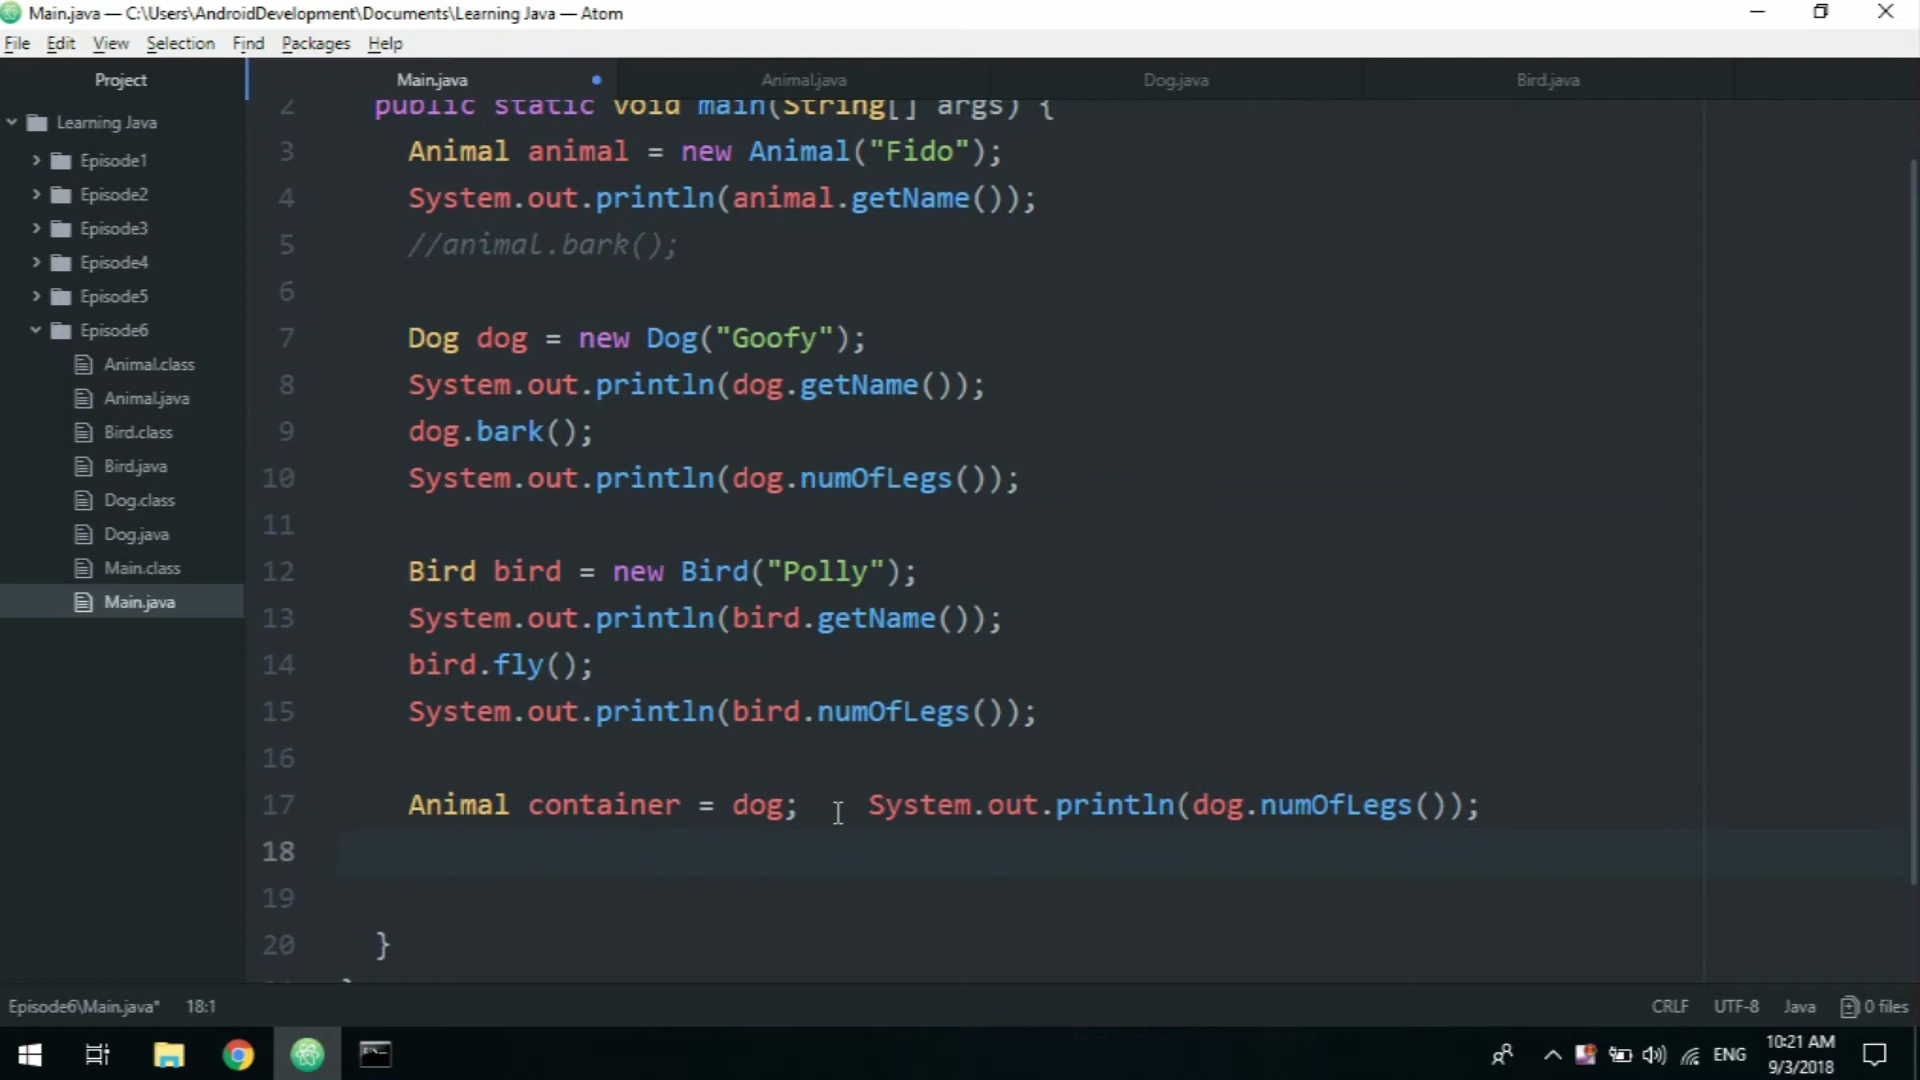 Main.java — C:\Users\AndroidDevelopment\Documents\Learning Java — Atom
File Edit View Selection Find Packages Help
Project
Main.java
Animal.java
Dog.java
Bird.java
Learning Java
Episode1
Episode2
Episode3
Episode4
Episode5
Episode6
Animal.class
Animal.java
Bird.class
Bird.java
Dog.class
Dog.java
Main.class
Main.java
2 public static void main(String[] args) {
3 Animal animal = new Animal("Fido");
4 System.out.println(animal.getName());
5 //animal.bark();
6
7 Dog dog = new Dog("Goofy");
8 System.out.println(dog.getName());
9 dog.bark();
10 System.out.println(dog.numOfLegs());
11
12 Bird bird = new Bird("Polly");
13 System.out.println(bird.getName());
14 bird.fly();
15 System.out.println(bird.numOfLegs());
16
17 Animal container = dog; System.out.println(dog.numOfLegs());
18
19
20 }
Episode6\Main.java* 18:1
CRLF UTF-8 Java 0 files
ENG
10:21 AM
9/3/2018